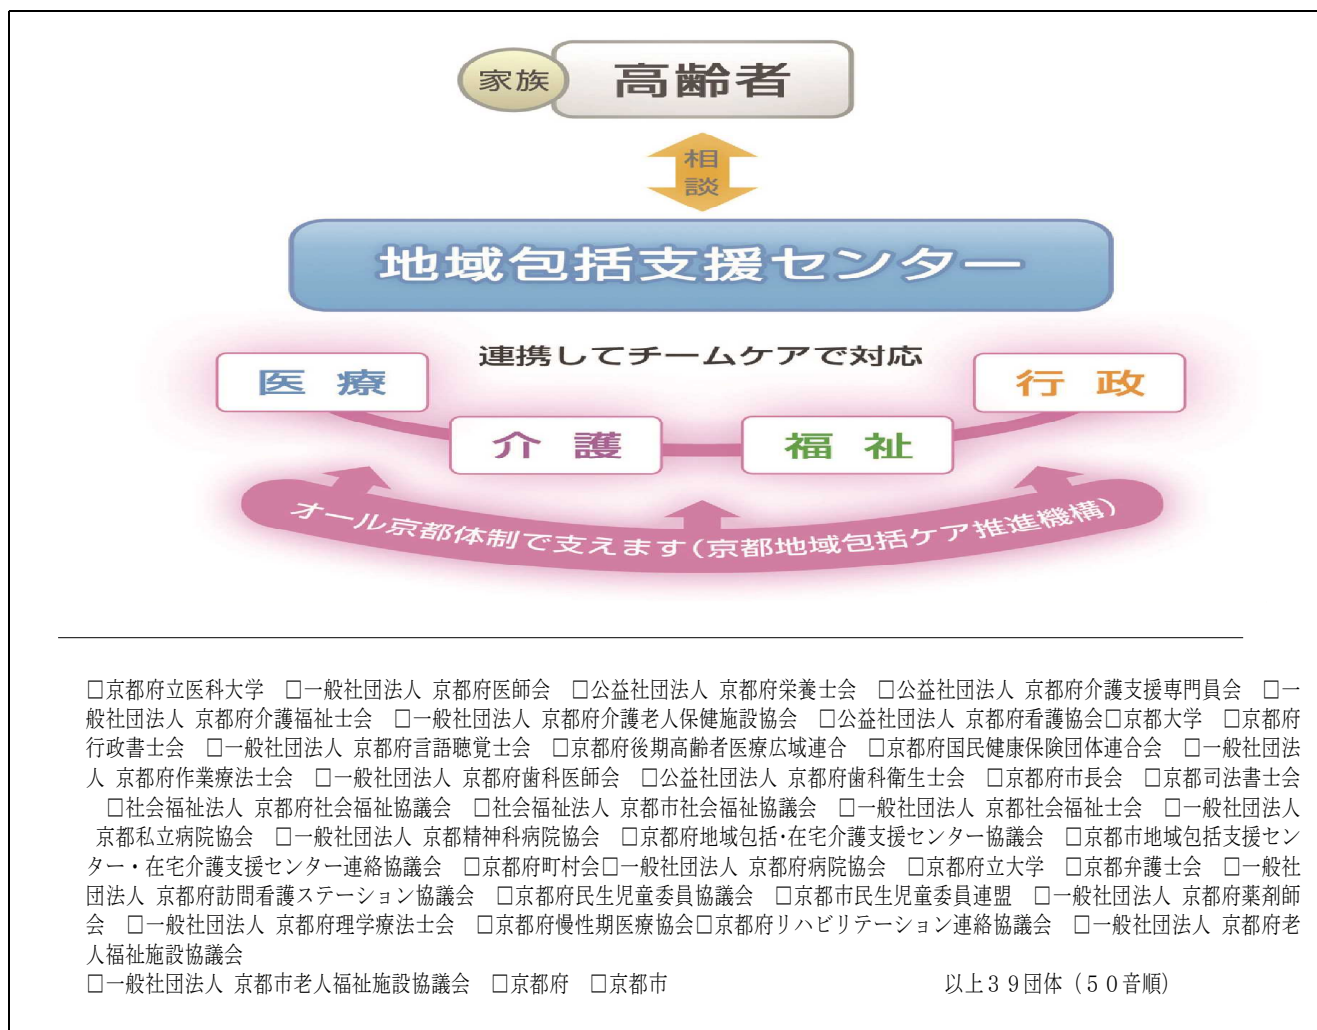 家族
高齢者
相
談
地域包括支援センター
連携してチームケアで対応
医療
行政
介護
福祉
オール京都体制で支えます(京都地域包括ケア推進機構)
□京都府立医科大学　□一般社団法人 京都府医師会　□公益社団法人 京都府栄養士会　□公益社団法人 京都府介護支援専門員会　□一
般社団法人 京都府介護福祉士会　□一般社団法人 京都府介護老人保健施設協会　□公益社団法人 京都府看護協会□京都大学　□京都府
行政書士会　□一般社団法人 京都府言語聴覚士会　□京都府後期高齢者医療広域連合　□京都府国民健康保険団体連合会　□一般社団法
人 京都府作業療法士会　□一般社団法人 京都府歯科医師会　□公益社団法人 京都府歯科衛生士会　□京都府市長会　□京都司法書士会
□社会福祉法人 京都府社会福祉協議会　□社会福祉法人 京都市社会福祉協議会　□一般社団法人 京都社会福祉士会　□一般社団法人
京都私立病院協会　□一般社団法人 京都精神科病院協会　□京都府地域包括･在宅介護支援センター協議会　□京都市地域包括支援セン
ター・在宅介護支援センター連絡協議会　□京都府町村会□一般社団法人 京都府病院協会　□京都府立大学　□京都弁護士会　□一般社
団法人 京都府訪問看護ステーション協議会　□京都府民生児童委員協議会　□京都市民生児童委員連盟　□一般社団法人 京都府薬剤師
会　□一般社団法人 京都府理学療法士会　□京都府慢性期医療協会□京都府リハビリテーション連絡協議会　□一般社団法人 京都府老
人福祉施設協議会
□一般社団法人 京都市老人福祉施設協議会　□京都府　□京都市　以上３９団体（５０音順）